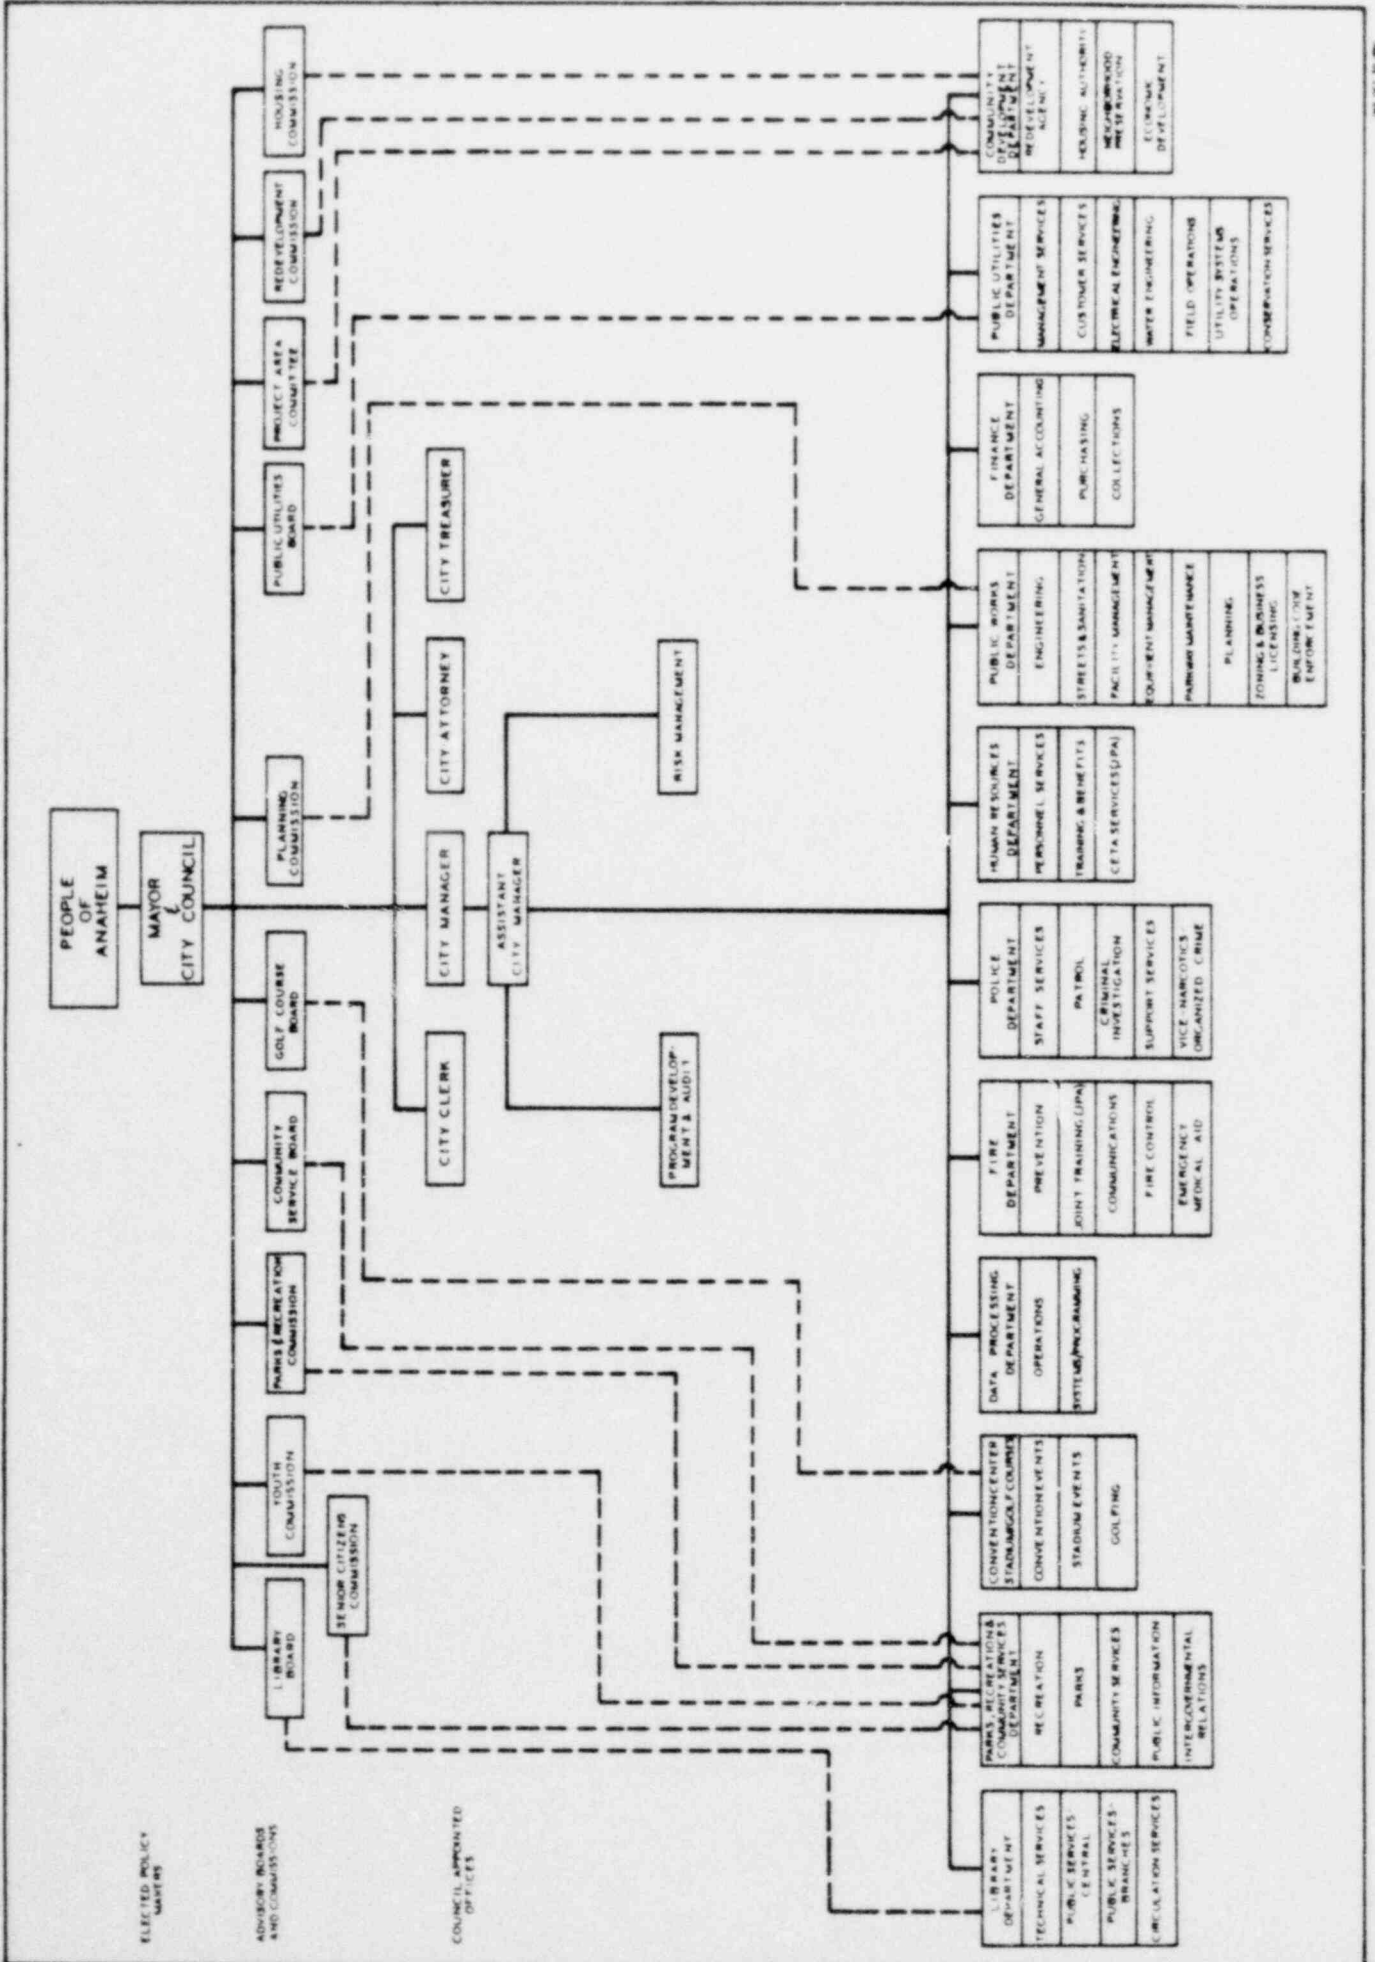 PEOPLE
OF
ANAHEIM
MAYOR
&
CITY COUNCIL
ELECTED POLICY
MAKERS
ADVISORY BOARDS
AND COMMISSIONS
LIBRARY
BOARD
SENIOR CITIZENS
COMMISSION
YOUTH
COMMISSION
PARKS & RECREATION
COMMISSION
COMMUNITY
SERVICE BOARD
GOLF COURSE
BOARD
PLANNING
COMMISSION
PUBLIC UTILITIES
BOARD
PROJECT AREA
COMMITTEE
REDEVELOPMENT
COMMISSION
HOUSING
COMMISSION
COUNCIL APPOINTED
OFFICES
CITY CLERK
CITY MANAGER
CITY ATTORNEY
CITY TREASURER
ASSISTANT
CITY MANAGER
PROGRAM DEVELOP-
MENT & AUDIT
RISK MANAGEMENT
LIBRARY
DEPARTMENT
TECHNICAL SERVICES
PUBLIC SERVICES-
CENTRAL
PUBLIC SERVICES-
BRANCHES
CIRCULATION SERVICES
PARKS, RECREATION &
COMMUNITY SERVICES
DEPARTMENT
RECREATION
PARKS
COMMUNITY SERVICES
PUBLIC INFORMATION
INTERGOVERNMENTAL
RELATIONS
CONVENTION CENTER
STADIUM/GOLF COURSES
CONVENTION EVENTS
STADIUM EVENTS
GOLFING
DATA PROCESSING
DEPARTMENT
OPERATIONS
SYSTEMS/PROGRAMMING
FIRE
DEPARTMENT
PREVENTION
JOINT TRAINING (JPA)
COMMUNICATIONS
FIRE CONTROL
EMERGENCY
MEDICAL AID
POLICE
DEPARTMENT
STAFF SERVICES
PATROL
CRIMINAL
INVESTIGATION
SUPPORT SERVICES
VICE-NARCOTICS-
ORGANIZED CRIME
HUMAN RESOURCES
DEPARTMENT
PERSONNEL SERVICES
TRAINING & BENEFITS
CETA SERVICES (JPA)
PUBLIC WORKS
DEPARTMENT
ENGINEERING
STREETS & SANITATION
FACILITY MANAGEMENT
EQUIPMENT MANAGEMENT
PARKWAY MAINTENANCE
PLANNING
ZONING & BUSINESS
LICENSING
BUILDING CODE
ENFORCEMENT
FINANCE
DEPARTMENT
GENERAL ACCOUNTING
PURCHASING
COLLECTIONS
PUBLIC UTILITIES
DEPARTMENT
MANAGEMENT SERVICES
CUSTOMER SERVICES
ELECTRICAL ENGINEERING
WATER ENGINEERING
FIELD OPERATIONS
UTILITY SYSTEMS
OPERATIONS
CONSERVATION SERVICES
COMMUNITY
DEVELOPMENT
DEPARTMENT
REDEVELOPMENT
AGENCY
HOUSING AUTHORITY
NEIGHBORHOOD
PRESERVATION
ECONOMIC
DEVELOPMENT